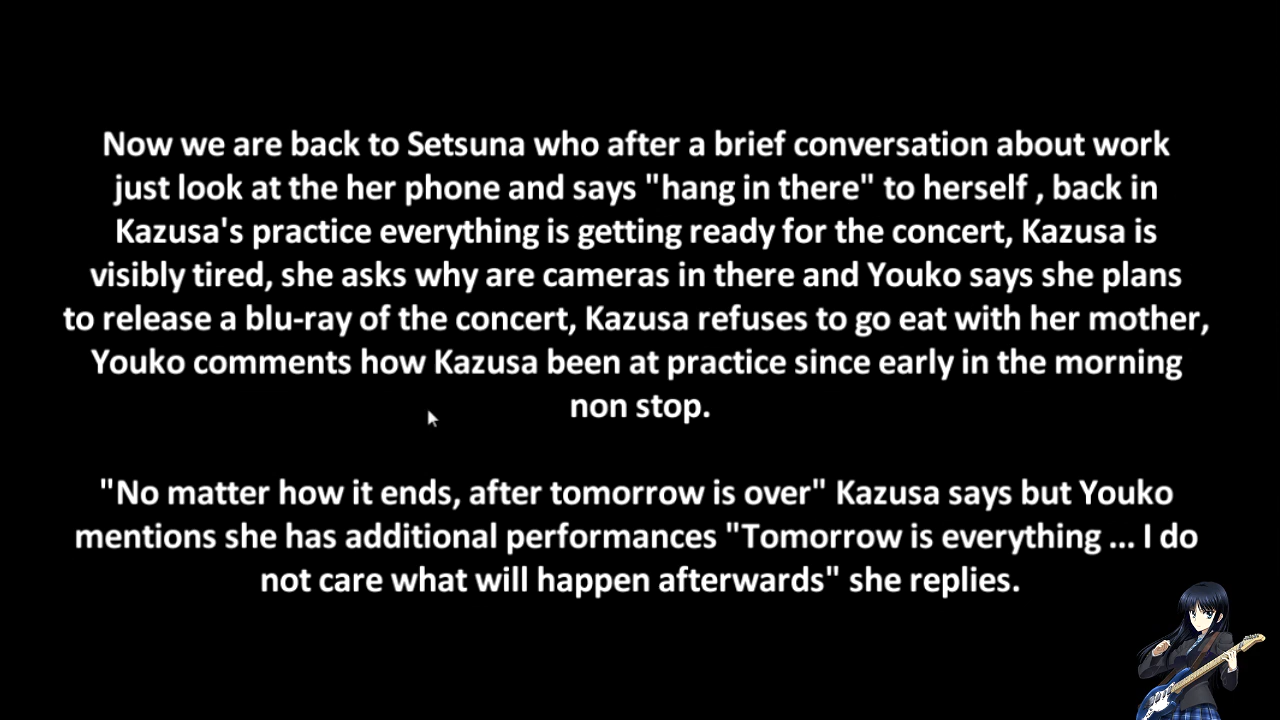 Now we are back to Setsuna who after a brief conversation about work
just look at the her phone and says "hang in there" to herself , back in
Kazusa's practice everything is getting ready for the concert, Kazusa is
visibly tired, she asks why are cameras in there and Youko says she plans
to release a blu-ray of the concert, Kazusa refuses to go eat with her mother,
Youko comments how Kazusa been at practice since early in the morning
non stop.
"No matter how it ends, after tomorrow is over" Kazusa says but Youko
mentions she has additional performances "Tomorrow is everything ... I do
not care what will happen afterwards" she replies.